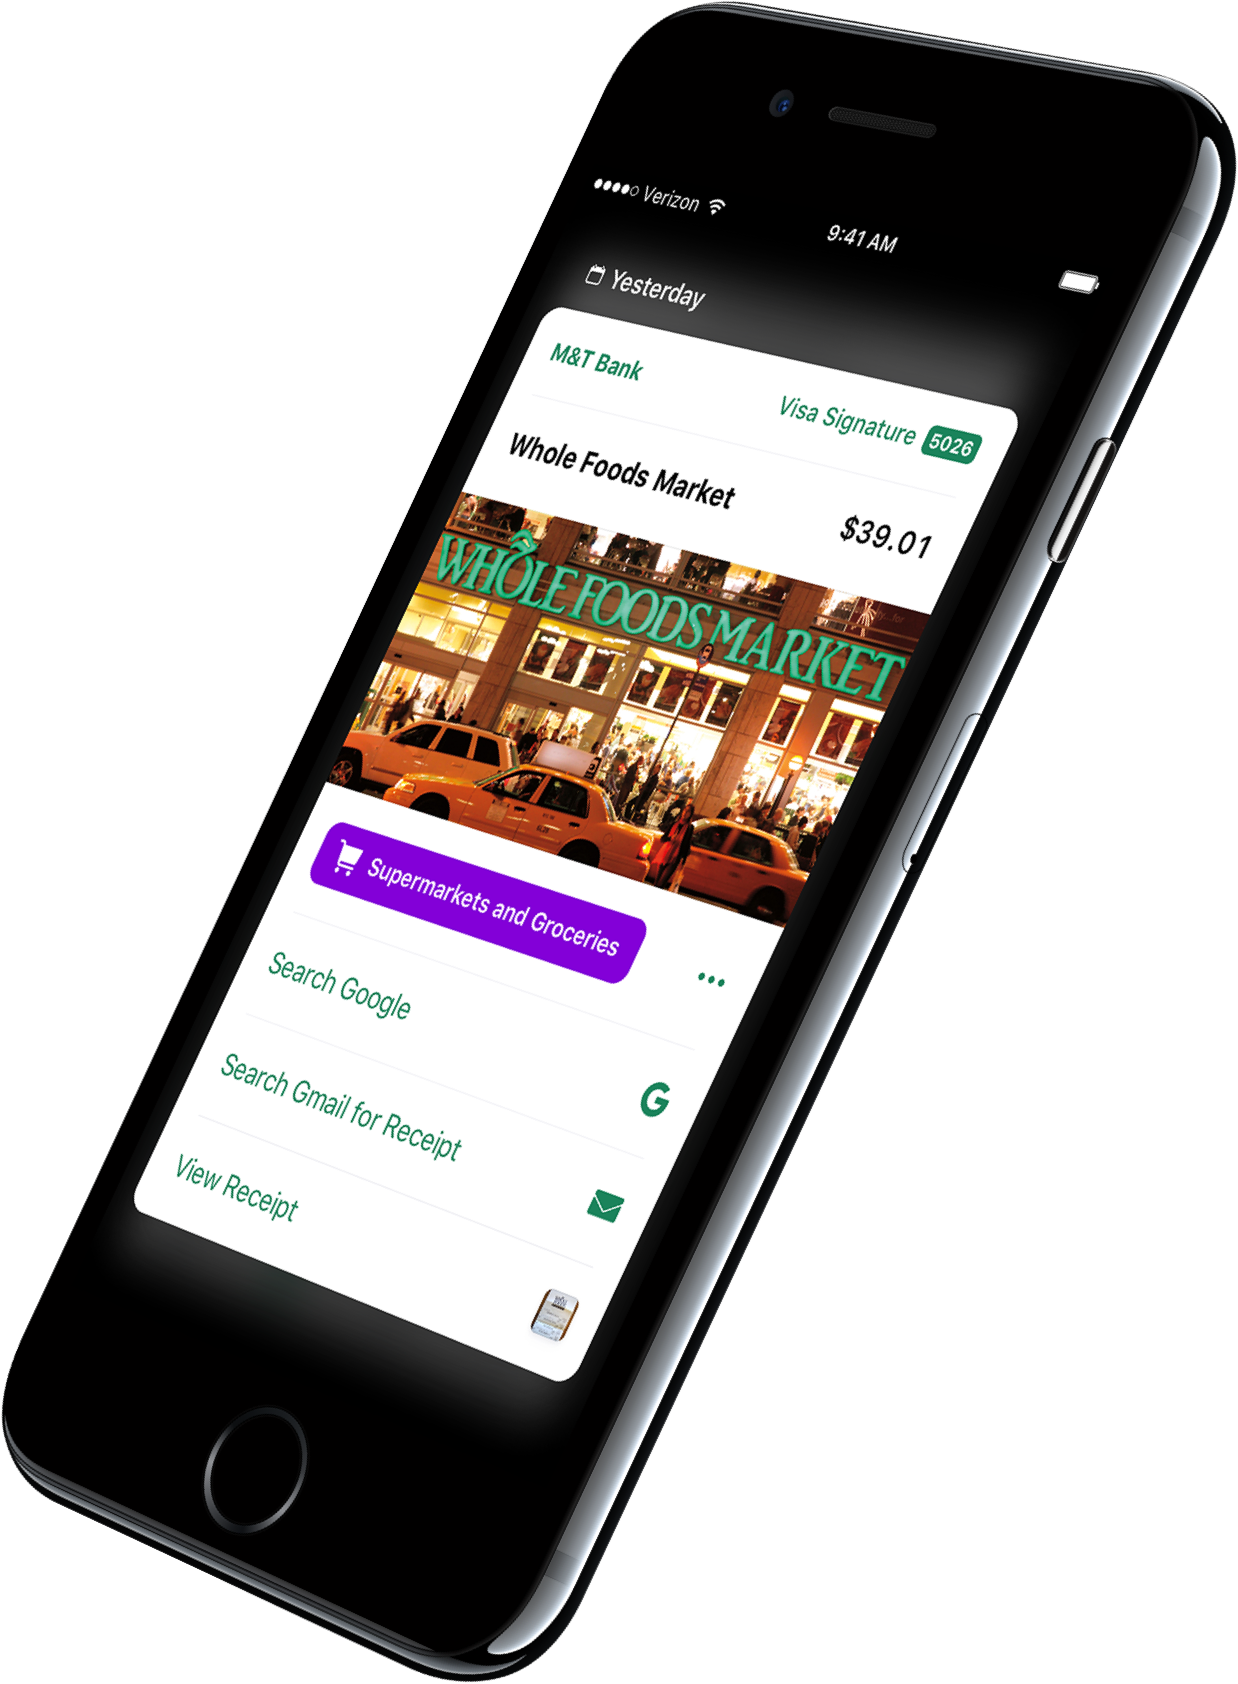 Verizon
9:41 AM
Yesterday
M&T Bank
Visa Signature 5026
Whole Foods Market
$39.01
WHOLE FOODS MARKET
Supermarkets and Groceries
Search Google
G
Search Gmail for Receipt
View Receipt